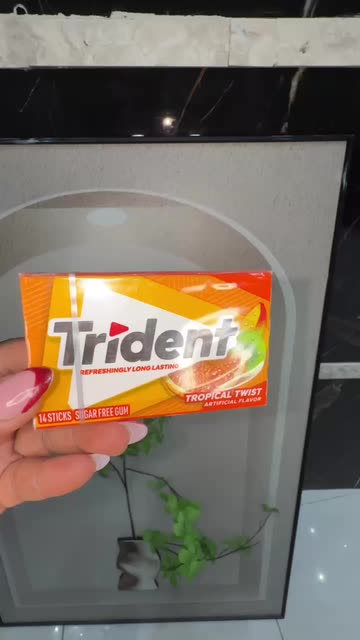 Trident
REFRESHINGLY LONG LASTING
TROPICAL TWIST
ARTIFICIAL FLAVOR
14 STICKS SUGAR FREE GUM